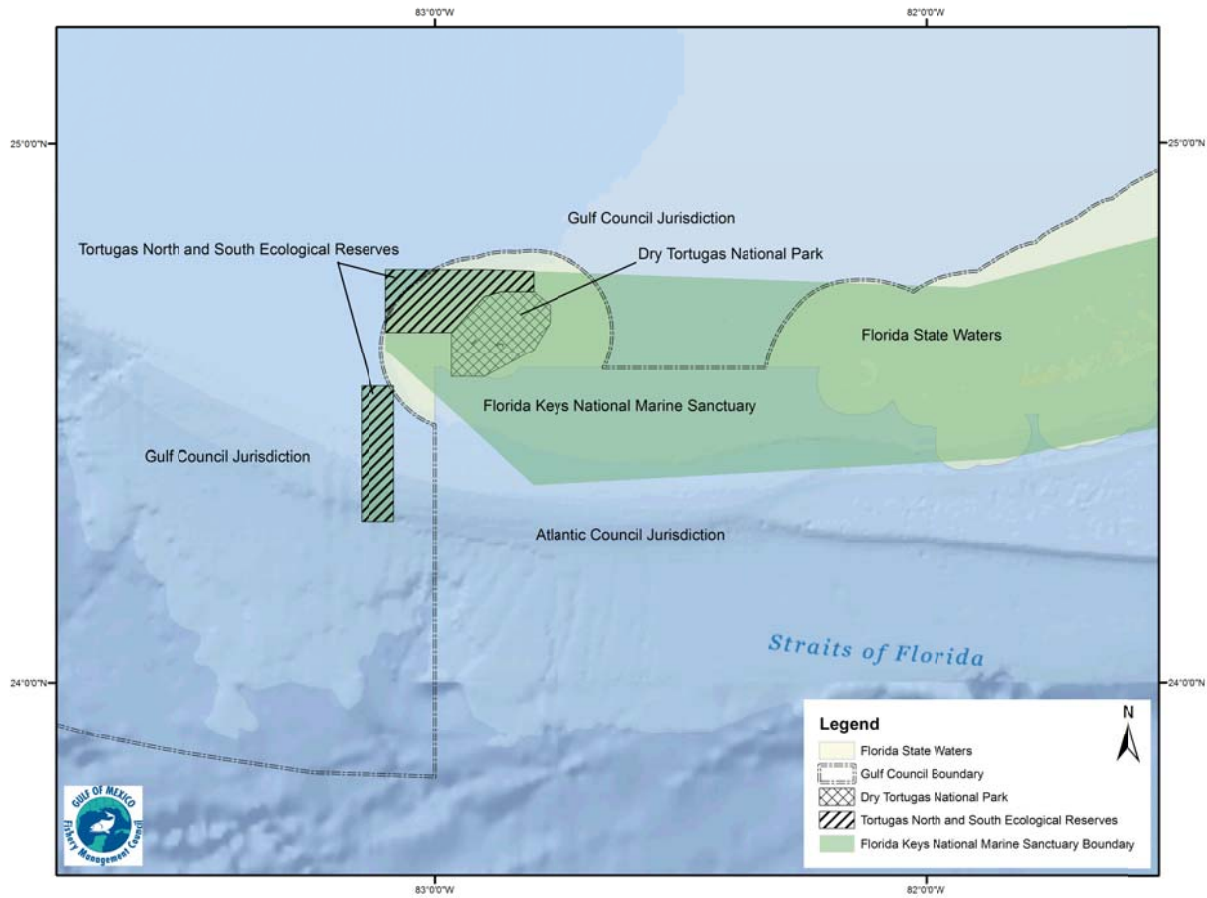 83°0'0"W
82°0'0"W
25°0'0"N
25°0'0"N
Gulf Council Jurisdiction
Tortugas North and South Ecological Reserves
Dry Tortugas National Park
Florida State Waters
Florida Keys National Marine Sanctuary
Gulf Council Jurisdiction
Atlantic Council Jurisdiction
Straits of Florida
24°0'0"N
24°0'0"N
Legend
N
Florida State Waters
Gulf Council Boundary
Dry Tortugas National Park
Tortugas North and South Ecological Reserves
Florida Keys National Marine Sanctuary Boundary
GULF OF MEXICO
Fishery Management Council
83°0'0"W
82°0'0"W